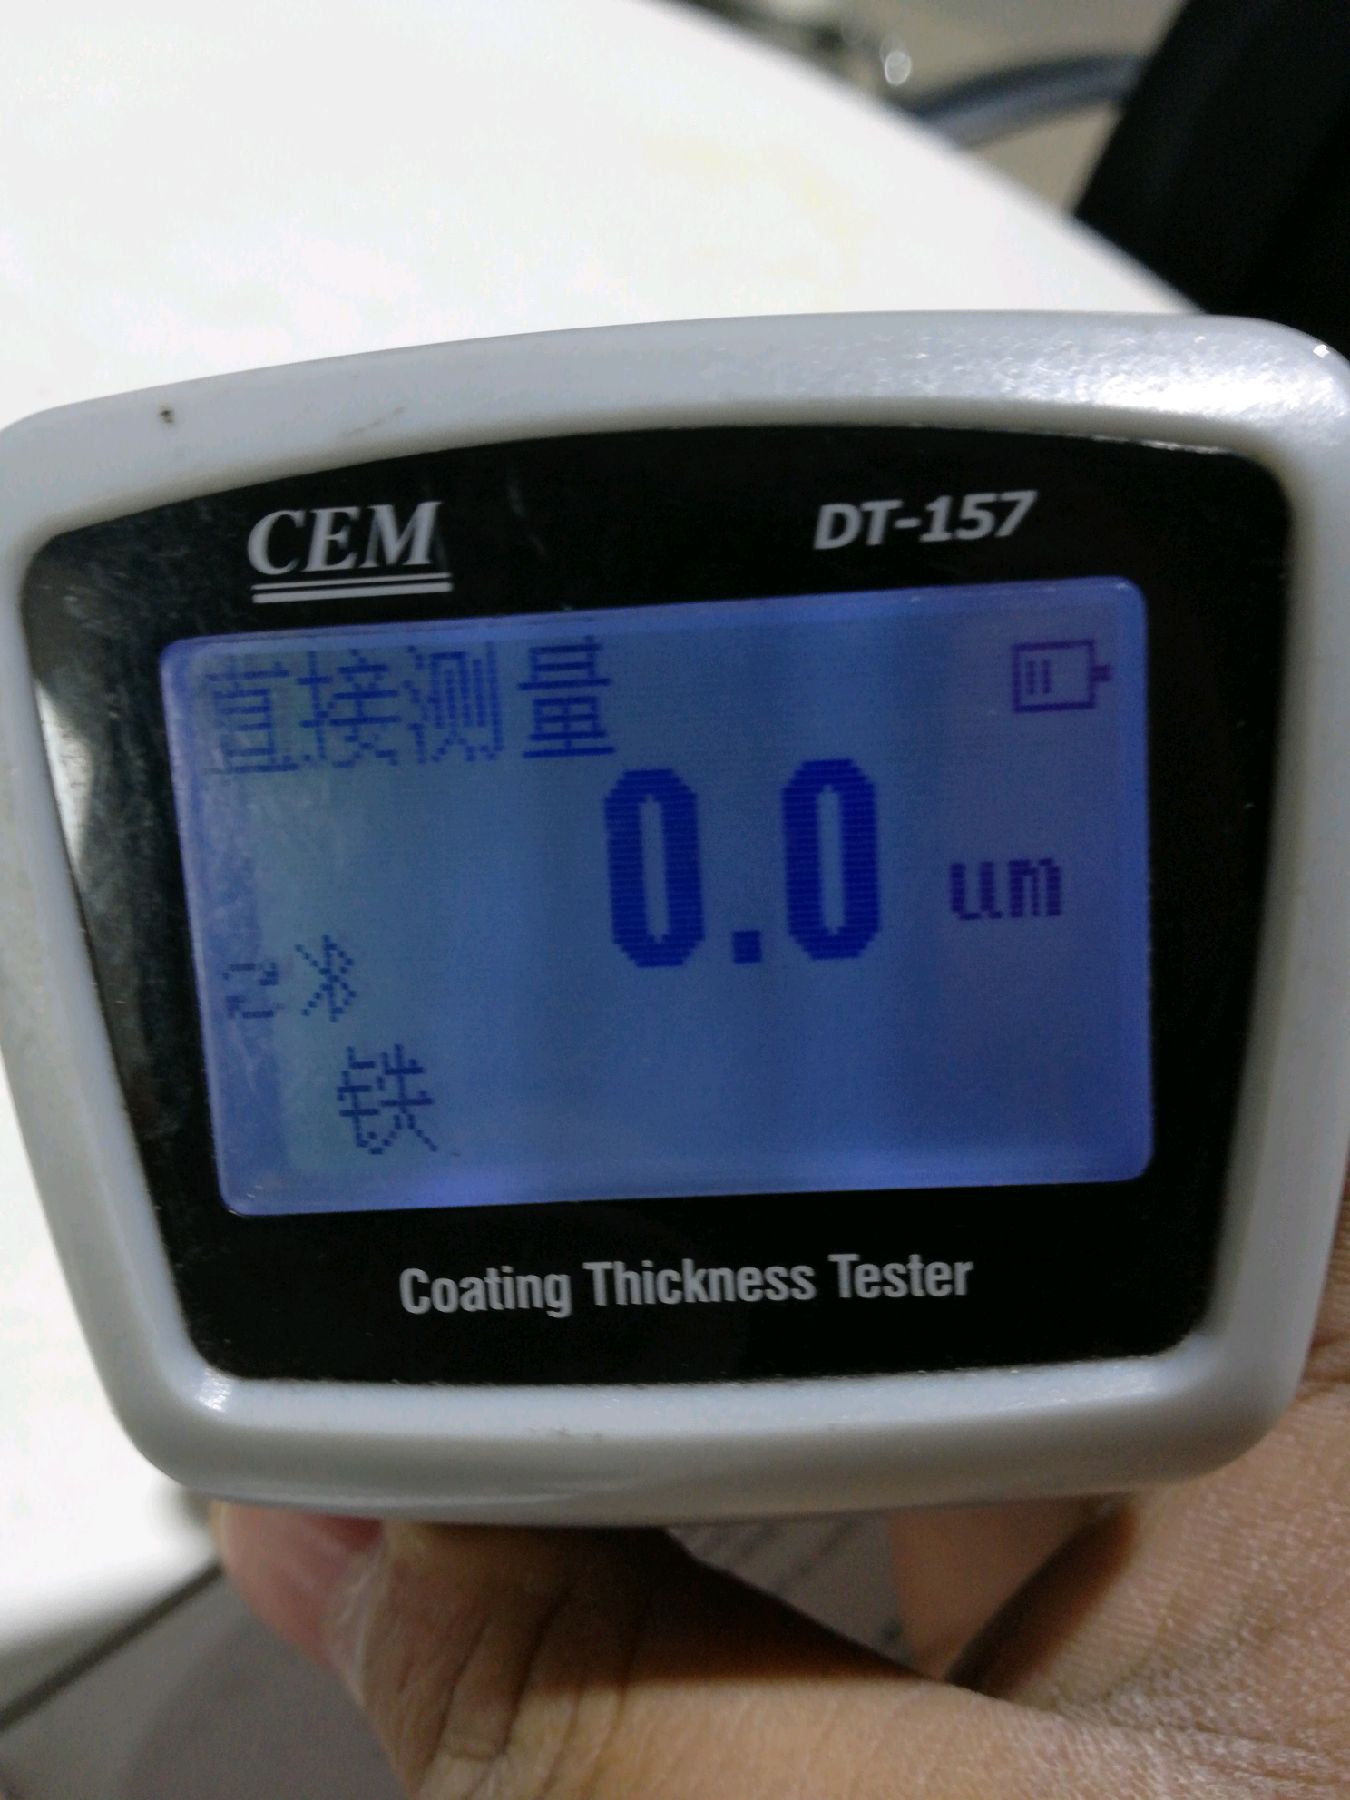 CEM
DT-157
直接测量
0.0 um
铁
Coating Thickness Tester